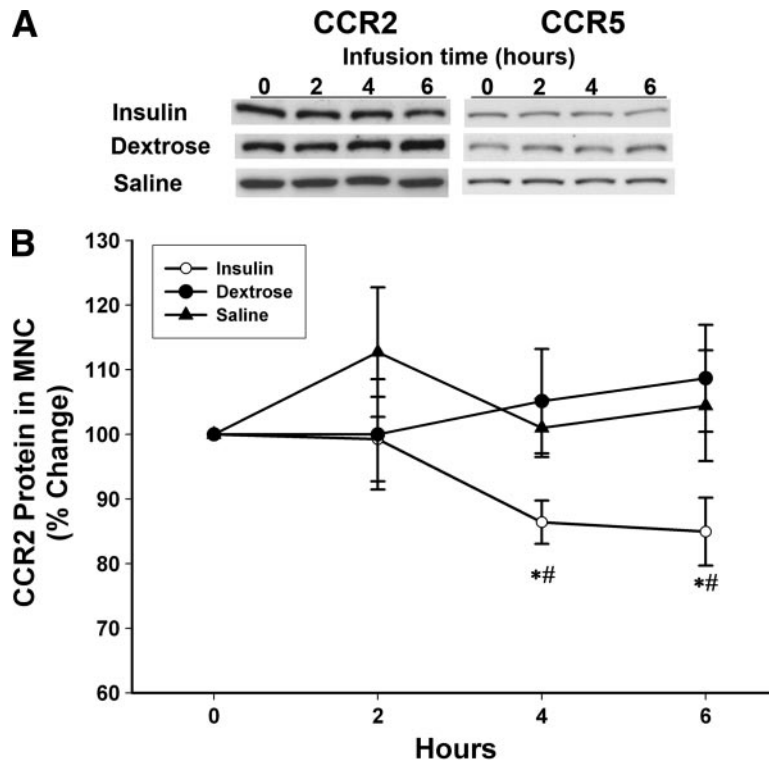 A
CCR2 CCR5
Infusion time (hours)
0 2 4 6 0 2 4 6
Insulin
Dextrose
Saline
B
130
120
110
100
90
80
70
60
CCR2 Protein in MNC
(% Change)
Insulin
Dextrose
Saline
*# *#
0 2 4 6
Hours